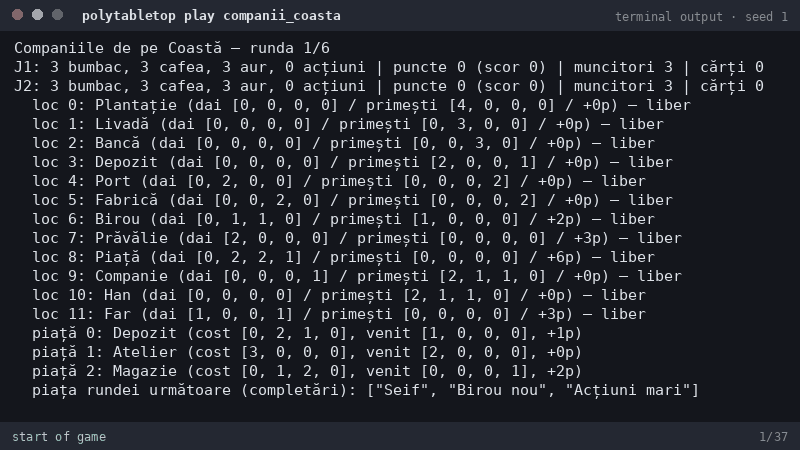 polytabletop play companii_coasta
terminal output · seed 1
Companiile de pe Coastă — runda 1/6
J1: 3 bumbac, 3 cafea, 3 aur, 0 acțiuni | puncte 0 (scor 0) | muncitori 3 | cărți 0
J2: 3 bumbac, 3 cafea, 3 aur, 0 acțiuni | puncte 0 (scor 0) | muncitori 3 | cărți 0
loc 0: Plantație (dai [0, 0, 0, 0] / primești [4, 0, 0, 0] / +0p) — liber
loc 1: Livadă (dai [0, 0, 0, 0] / primești [0, 3, 0, 0] / +0p) — liber
loc 2: Bancă (dai [0, 0, 0, 0] / primești [0, 0, 3, 0] / +0p) — liber
loc 3: Depozit (dai [0, 0, 0, 0] / primești [2, 0, 0, 1] / +0p) — liber
loc 4: Port (dai [0, 2, 0, 0] / primești [0, 0, 0, 2] / +0p) — liber
loc 5: Fabrică (dai [0, 0, 2, 0] / primești [0, 0, 0, 2] / +0p) — liber
loc 6: Birou (dai [0, 1, 1, 0] / primești [1, 0, 0, 0] / +2p) — liber
loc 7: Prăvălie (dai [2, 0, 0, 0] / primești [0, 0, 0, 0] / +3p) — liber
loc 8: Piață (dai [0, 2, 2, 1] / primești [0, 0, 0, 0] / +6p) — liber
loc 9: Companie (dai [0, 0, 0, 1] / primești [2, 1, 1, 0] / +0p) — liber
loc 10: Han (dai [0, 0, 0, 0] / primești [2, 1, 1, 0] / +0p) — liber
loc 11: Far (dai [1, 0, 0, 1] / primești [0, 0, 0, 0] / +3p) — liber
piață 0: Depozit (cost [0, 2, 1, 0], venit [1, 0, 0, 0], +1p)
piață 1: Atelier (cost [3, 0, 0, 0], venit [2, 0, 0, 0], +0p)
piață 2: Magazie (cost [0, 1, 2, 0], venit [0, 0, 0, 1], +2p)
piața rundei următoare (completări): ["Seif", "Birou nou", "Acțiuni mari"]
start of game
1/37